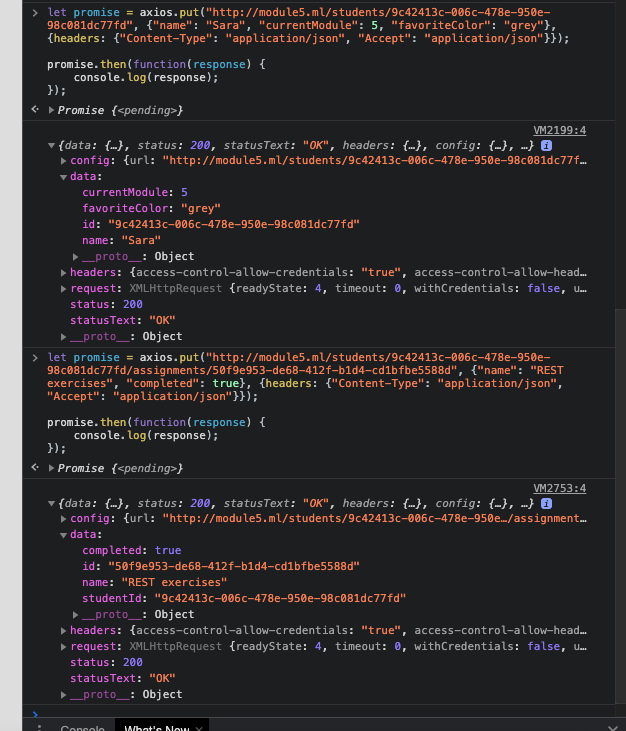 > let promise = axios.put("http://module5.ml/students/9c42413c-006c-478e-950e-
98c081dc77fd", {"name": "Sara", "currentModule": 5, "favoriteColor": "grey"},
{headers: {"Content-Type": "application/json", "Accept": "application/json"}});
promise.then(function(response) {
console.log(response);
});
<· ▶Promise {<pending>}
VM2199:4
▼{data: {…}, status: 200, statusText: "OK", headers: {…}, config: {…}, …} i
▶config: {url: "http://module5.ml/students/9c42413c-006c-478e-950e-98c081dc77f…
▼data:
currentModule: 5
favoriteColor: "grey"
id: "9c42413c-006c-478e-950e-98c081dc77fd"
name: "Sara"
▶__proto__: Object
▶headers: {access-control-allow-credentials: "true", access-control-allow-head…
▶request: XMLHttpRequest {readyState: 4, timeout: 0, withCredentials: false, u…
status: 200
statusText: "OK"
▶__proto__: Object
> let promise = axios.put("http://module5.ml/students/9c42413c-006c-478e-950e-
98c081dc77fd/assignments/50f9e953-de68-412f-b1d4-cd1bfbe5588d", {"name": "REST
exercises", "completed": true}, {headers: {"Content-Type": "application/json",
"Accept": "application/json"}});
promise.then(function(response) {
console.log(response);
});
<· ▶Promise {<pending>}
VM2753:4
▼{data: {…}, status: 200, statusText: "OK", headers: {…}, config: {…}, …} i
▶config: {url: "http://module5.ml/students/9c42413c-006c-478e-950e…/assignment…
▼data:
completed: true
id: "50f9e953-de68-412f-b1d4-cd1bfbe5588d"
name: "REST exercises"
studentId: "9c42413c-006c-478e-950e-98c081dc77fd"
▶__proto__: Object
▶headers: {access-control-allow-credentials: "true", access-control-allow-head…
▶request: XMLHttpRequest {readyState: 4, timeout: 0, withCredentials: false, u…
status: 200
statusText: "OK"
▶__proto__: Object
>
⋮ Console What's New ×